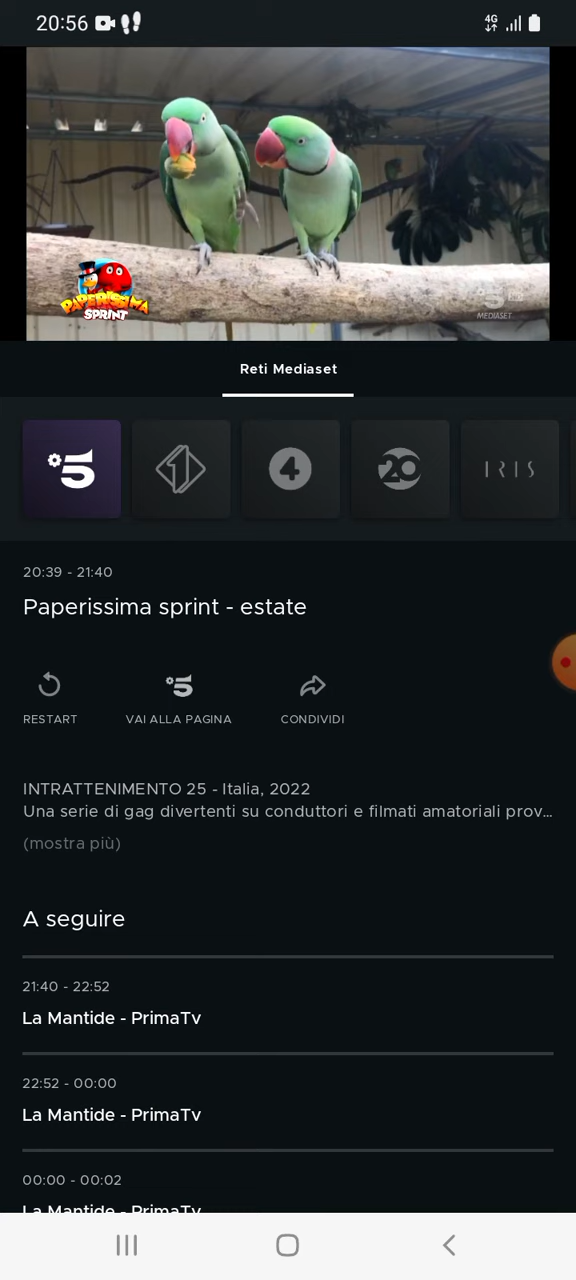 20:56
4G
PAPERISSIMA
SPRINT
5
MEDIASET
Reti Mediaset
5
1
4
20
IRIS
20:39 - 21:40
Paperissima sprint - estate
5
RESTART
VAI ALLA PAGINA
CONDIVIDI
INTRATTENIMENTO 25 - Italia, 2022
Una serie di gag divertenti su conduttori e filmati amatoriali prov…
(mostra più)
A seguire
21:40 - 22:52
La Mantide - PrimaTv
22:52 - 00:00
La Mantide - PrimaTv
00:00 - 00:02
La Mantide - PrimaTv